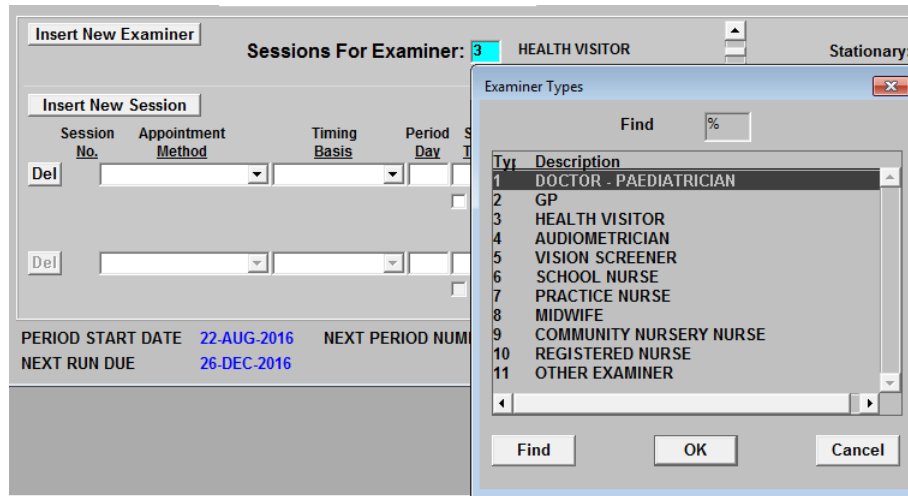 Insert New Examiner
Sessions For Examiner: 3 HEALTH VISITOR
Stationary:
Insert New Session
Session No. Appointment Method Timing Basis Period Day
Del
Del
PERIOD START DATE 22-AUG-2016 NEXT PERIOD NUM
NEXT RUN DUE 26-DEC-2016
Examiner Types
Find %
Typ Description
1 DOCTOR - PAEDIATRICIAN
2 GP
3 HEALTH VISITOR
4 AUDIOMETRICIAN
5 VISION SCREENER
6 SCHOOL NURSE
7 PRACTICE NURSE
8 MIDWIFE
9 COMMUNITY NURSERY NURSE
10 REGISTERED NURSE
11 OTHER EXAMINER
Find OK Cancel